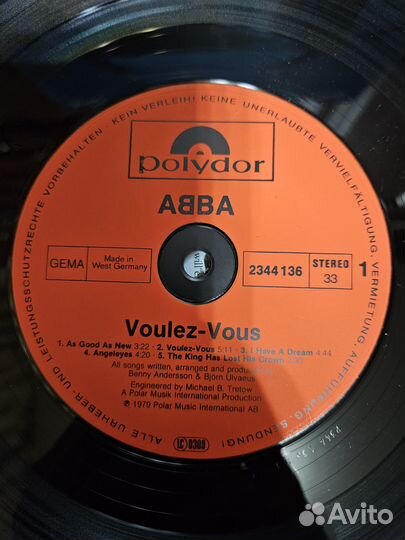 ALLE URHEBER UND LEISTUNGSSCHUTZRECHTE VORBEHALTEN · KEIN VERLEIH! KEINE UNERLAUBTE VERVIELFÄLTIGUNG, VERMIETUNG, AUFFÜHRUNG, SENDUNG!
polydor
ABBA
GEMA
Made in
West Germany
2344 136
STEREO
33
1
Voulez-Vous
1. As Good As New 3:22 · 2. Voulez-Vous 5:11 · 3. I Have A Dream 4:44
4. Angeleyes 4:20 · 5. The King Has Lost His Crown
All songs written, arranged and produced
Benny Andersson & Björn Ulvaeus
Engineered by Michael B. Tretow
A Polar Musik International Production
℗ 1979 Polar Music International AB
LC 0309
Avito